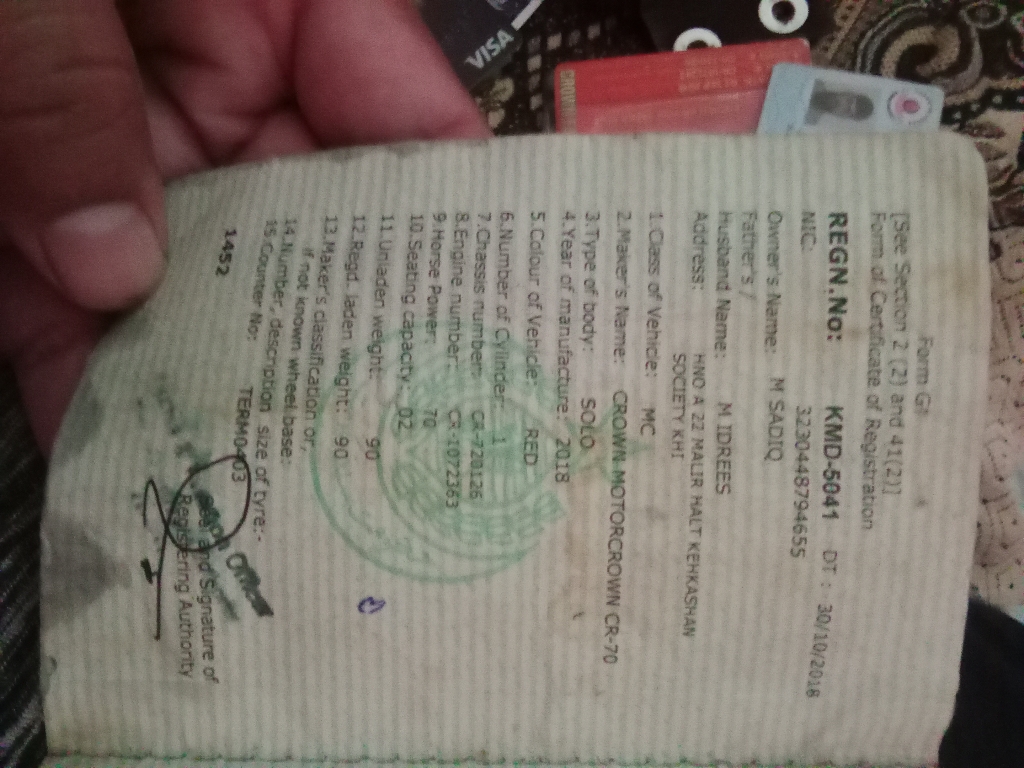 VISA
CROWN
Form G
[See Section 2 (2) and 41(2)]
Form of Certificate of Registration
REGN.No: KMD-5041 DT : 30/10/2018
NIC: 3230448794655
Owner's Name: M SADIQ
Father's /
Husband Name: M IDREES
Address: HNO A 22 MALIR HALT KEHKASHAN
SOCIETY KHI
1.Class of Vehicle: MC
2.Maker's Name: CROWN MOTORCROWN CR-70
3.Type of body: SOLO
4.Year of manufacture: 2018
5.Colour of Vehicle: RED
6.Number of Cylinder: 1
7.Chassis number: CR-720126
8.Engine number: CR-1072363
9.Horse Power: 70
10.Seating capacity: 02
11.Unladen weight: 90
12.Regd. laden weight: 90
13.Maker's classification or,
if not known wheel base:
14.Number, description size of tyre:-
15.Counter No: TERM0403
1452
Seal and Signature of
Registering Authority